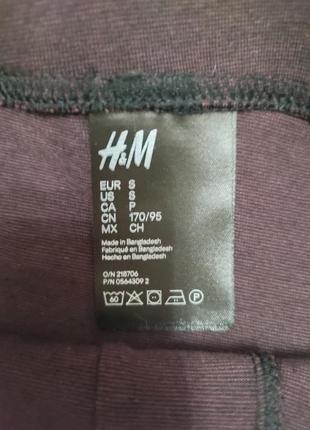 H&M
EUR S
US S
CA P
CN 170/95
MX CH
Made in Bangladesh
Fabriqué en Bangladesh
Hecho en Bangladesh
O/N 218706
P/N 0564309 2
60 P